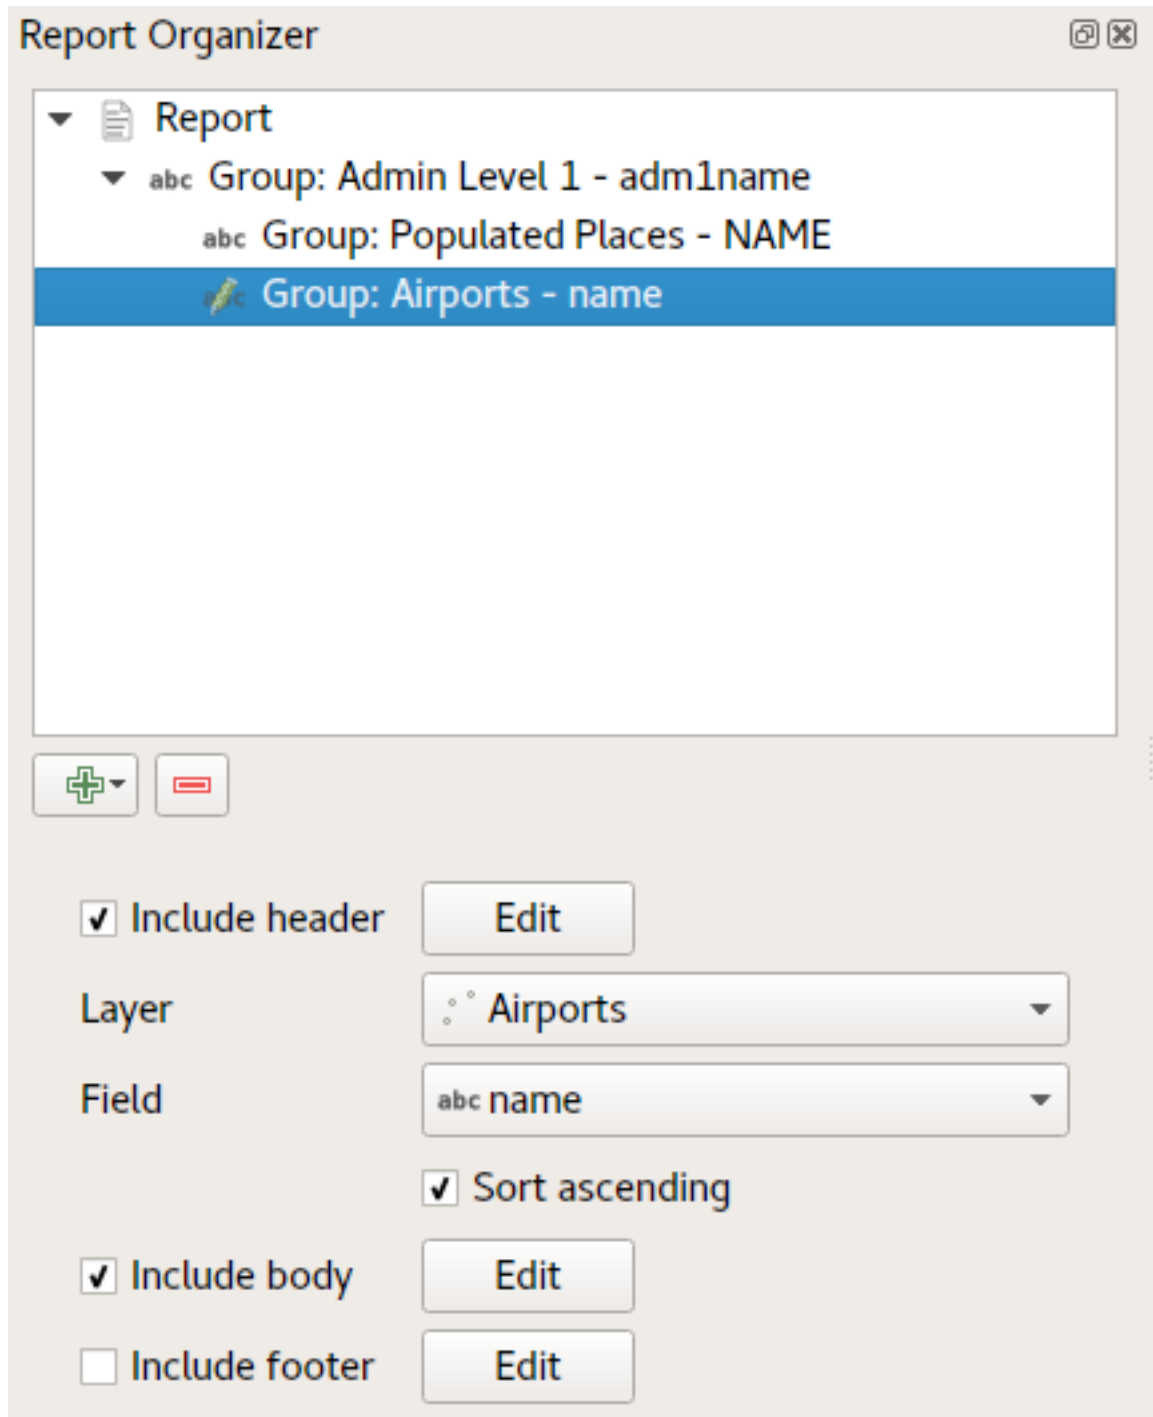 Report Organizer
Report
abc Group: Admin Level 1 - adm1name
abc Group: Populated Places - NAME
Group: Airports - name
Include header Edit
Layer Airports
Field abc name
Sort ascending
Include body Edit
Include footer Edit